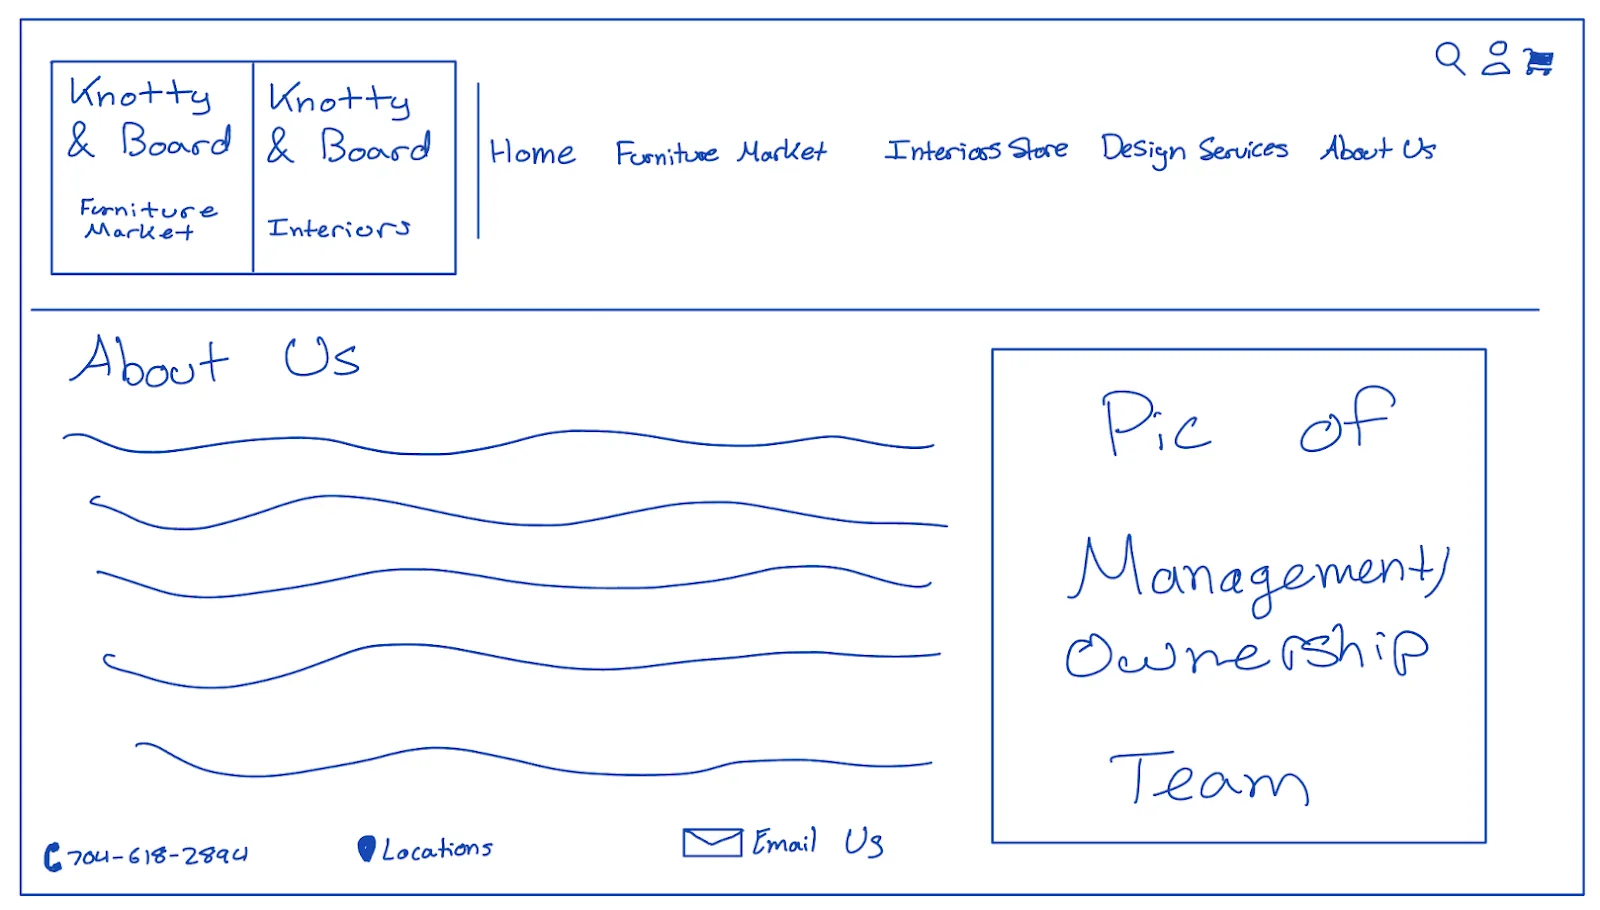 Knotty
& Board
Furniture
Market
Knotty
& Board
Interiors
Home Furniture Market Interiors Store Design Services About Us
About Us
Pic of
Management/
Ownership
Team
704-618-2894 Locations Email Us